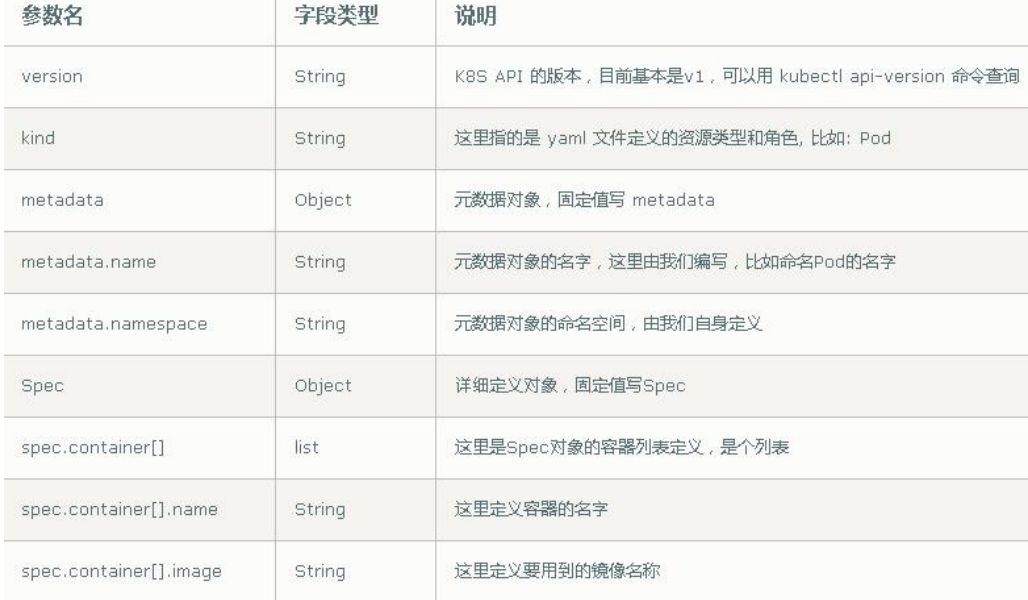 参数名 字段类型 说明
version String K8S API 的版本，目前基本是v1，可以用 kubectl api-version 命令查询
kind String 这里指的是 yaml 文件定义的资源类型和角色, 比如: Pod
metadata Object 元数据对象，固定值写 metadata
metadata.name String 元数据对象的名字，这里由我们编写，比如命名Pod的名字
metadata.namespace String 元数据对象的命名空间，由我们自身定义
Spec Object 详细定义对象，固定值写Spec
spec.container[] list 这里是Spec对象的容器列表定义，是个列表
spec.container[].name String 这里定义容器的名字
spec.container[].image String 这里定义要用到的镜像名称